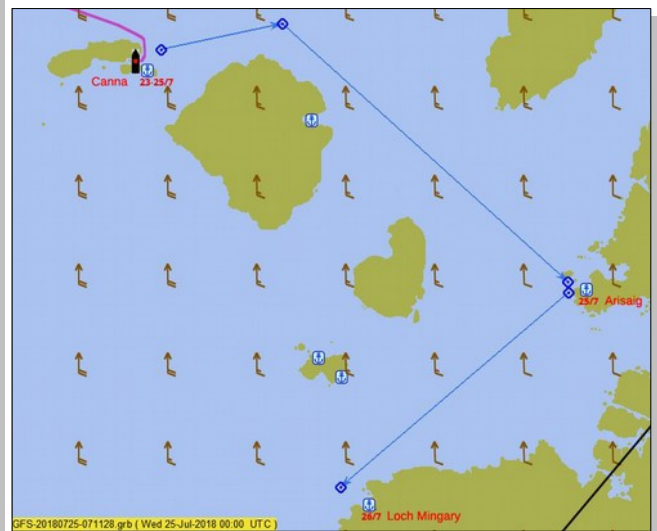 Canna 23-25/7
25/7 Arisaig
26/7 Loch Mingary
GFS-20180725-071128.grb ( Wed 25-Jul-2018 00:00 UTC )